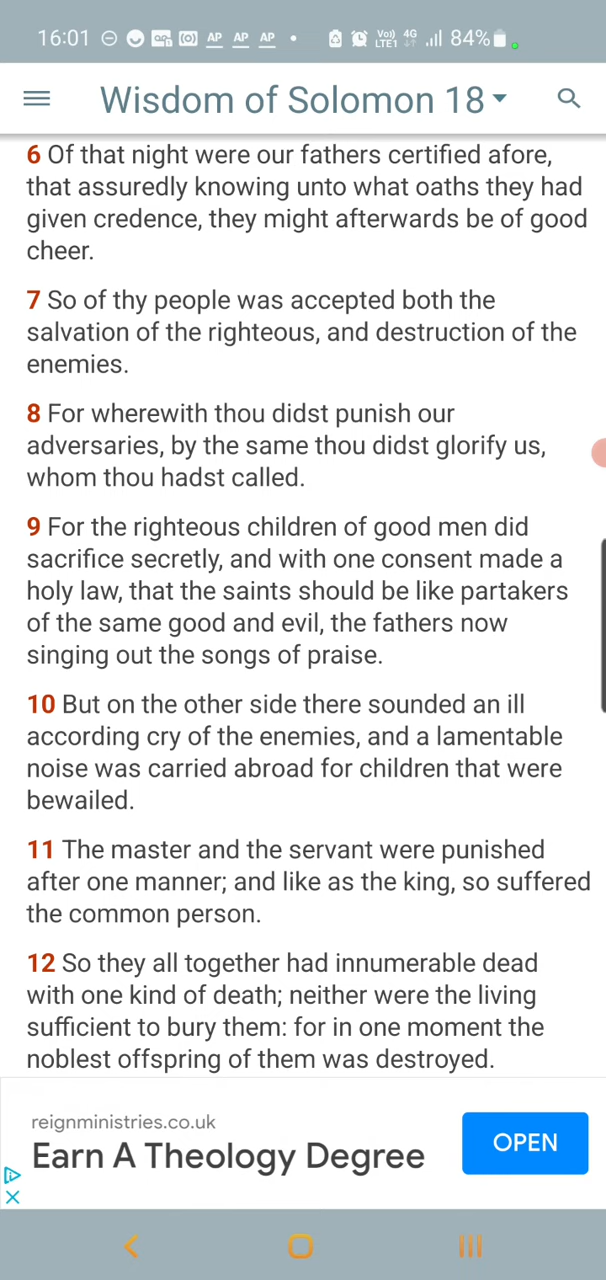 16:01 AP AP AP • Vo)) LTE1 4G 84%
Wisdom of Solomon 18
6 Of that night were our fathers certified afore,
that assuredly knowing unto what oaths they had
given credence, they might afterwards be of good
cheer.
7 So of thy people was accepted both the
salvation of the righteous, and destruction of the
enemies.
8 For wherewith thou didst punish our
adversaries, by the same thou didst glorify us,
whom thou hadst called.
9 For the righteous children of good men did
sacrifice secretly, and with one consent made a
holy law, that the saints should be like partakers
of the same good and evil, the fathers now
singing out the songs of praise.
10 But on the other side there sounded an ill
according cry of the enemies, and a lamentable
noise was carried abroad for children that were
bewailed.
11 The master and the servant were punished
after one manner; and like as the king, so suffered
the common person.
12 So they all together had innumerable dead
with one kind of death; neither were the living
sufficient to bury them: for in one moment the
noblest offspring of them was destroyed.
reignministries.co.uk
Earn A Theology Degree
OPEN